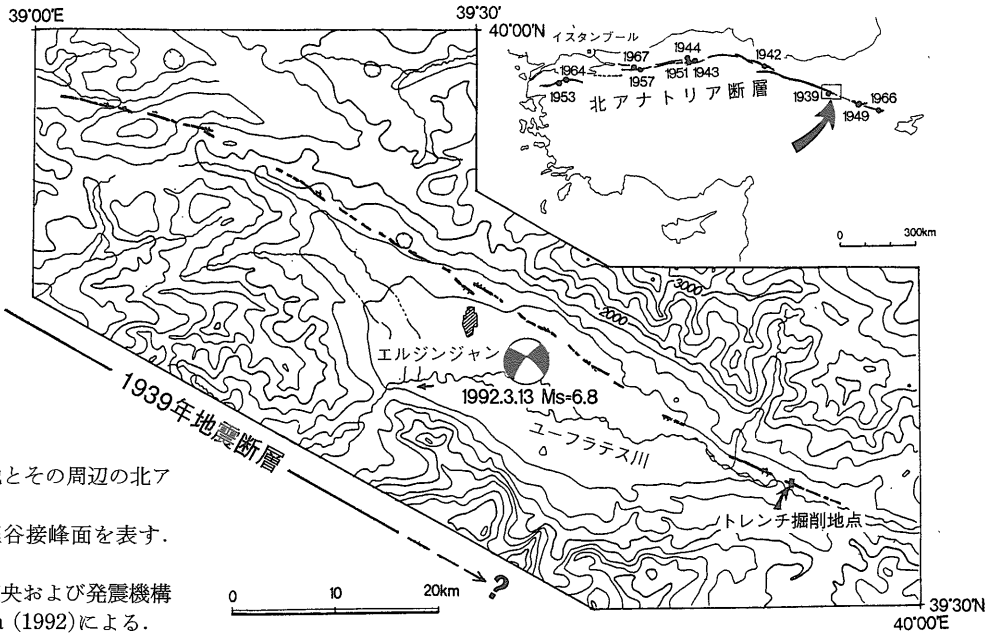 39°00′E
39°30′
40°00′N
イスタンブール
1964
1953
1967
1957
1944
1951 1943
1942
1939
1949
1966
北アナトリア断層
0 300km
3000
2000
エルジンジャン
1992.3.13 Ms=6.8
ユーフラテス川
トレンチ掘削地点
1939年地震断層
?
0 10 20km
39°30′N
40°00′E
とその周辺の北ア
谷接峰面を表す.
央および発震機構
(1992)による.